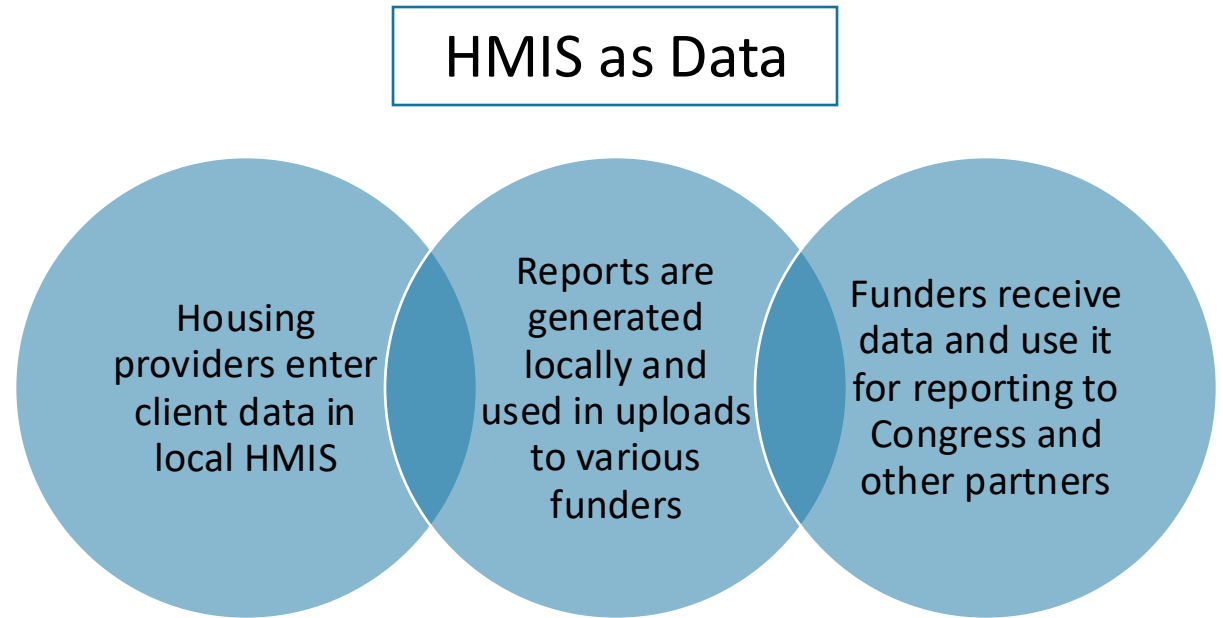 HMIS as Data
Housing
providers enter
client data in
local HMIS
Reports are
generated
locally and
used in uploads
to various
funders
Funders receive
data and use it
for reporting to
Congress and
other partners